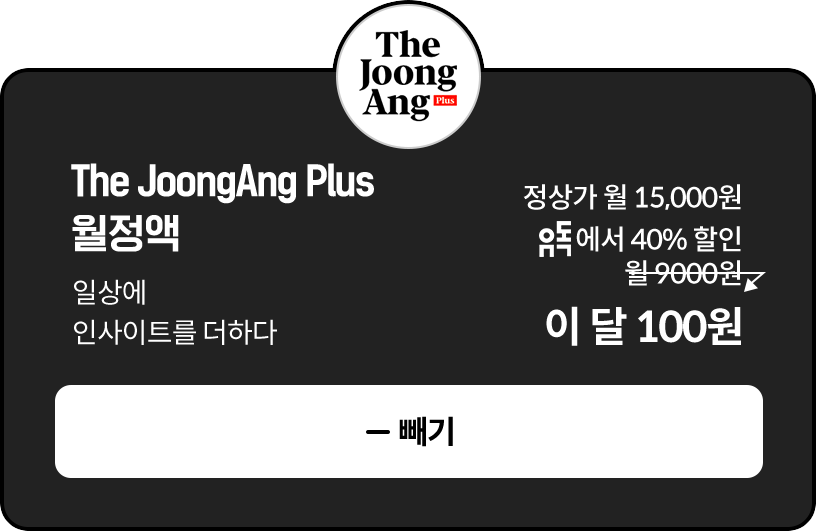 The
Joong
Ang Plus
The JoongAng Plus
월정액
일상에
인사이트를 더하다
정상가 월 15,000원
유독에서 40% 할인
월 9000원
이 달 100원
— 빼기